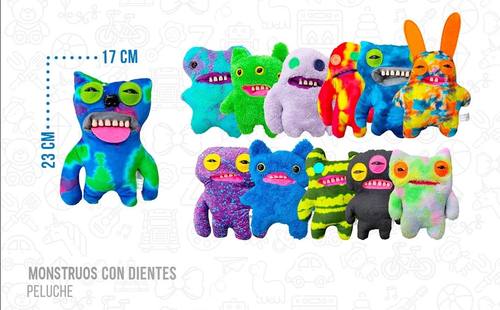 17 CM
23 CM
MONSTRUOS CON DIENTES
PELUCHE